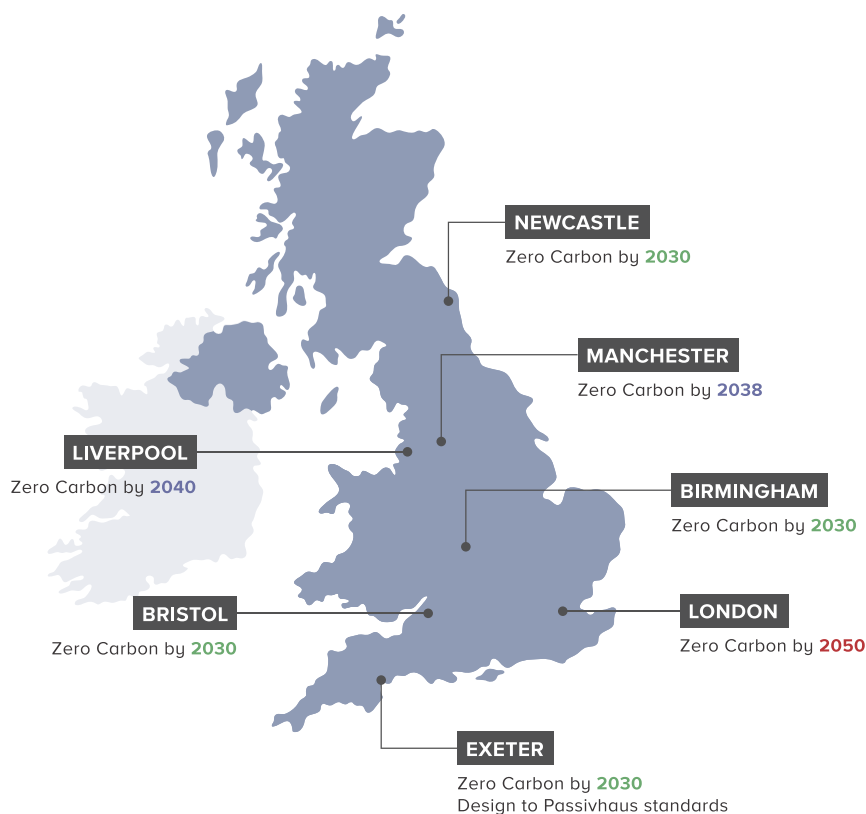 NEWCASTLE
Zero Carbon by 2030
MANCHESTER
Zero Carbon by 2038
LIVERPOOL
Zero Carbon by 2040
BIRMINGHAM
Zero Carbon by 2030
BRISTOL
Zero Carbon by 2030
LONDON
Zero Carbon by 2050
EXETER
Zero Carbon by 2030
Design to Passivhaus standards